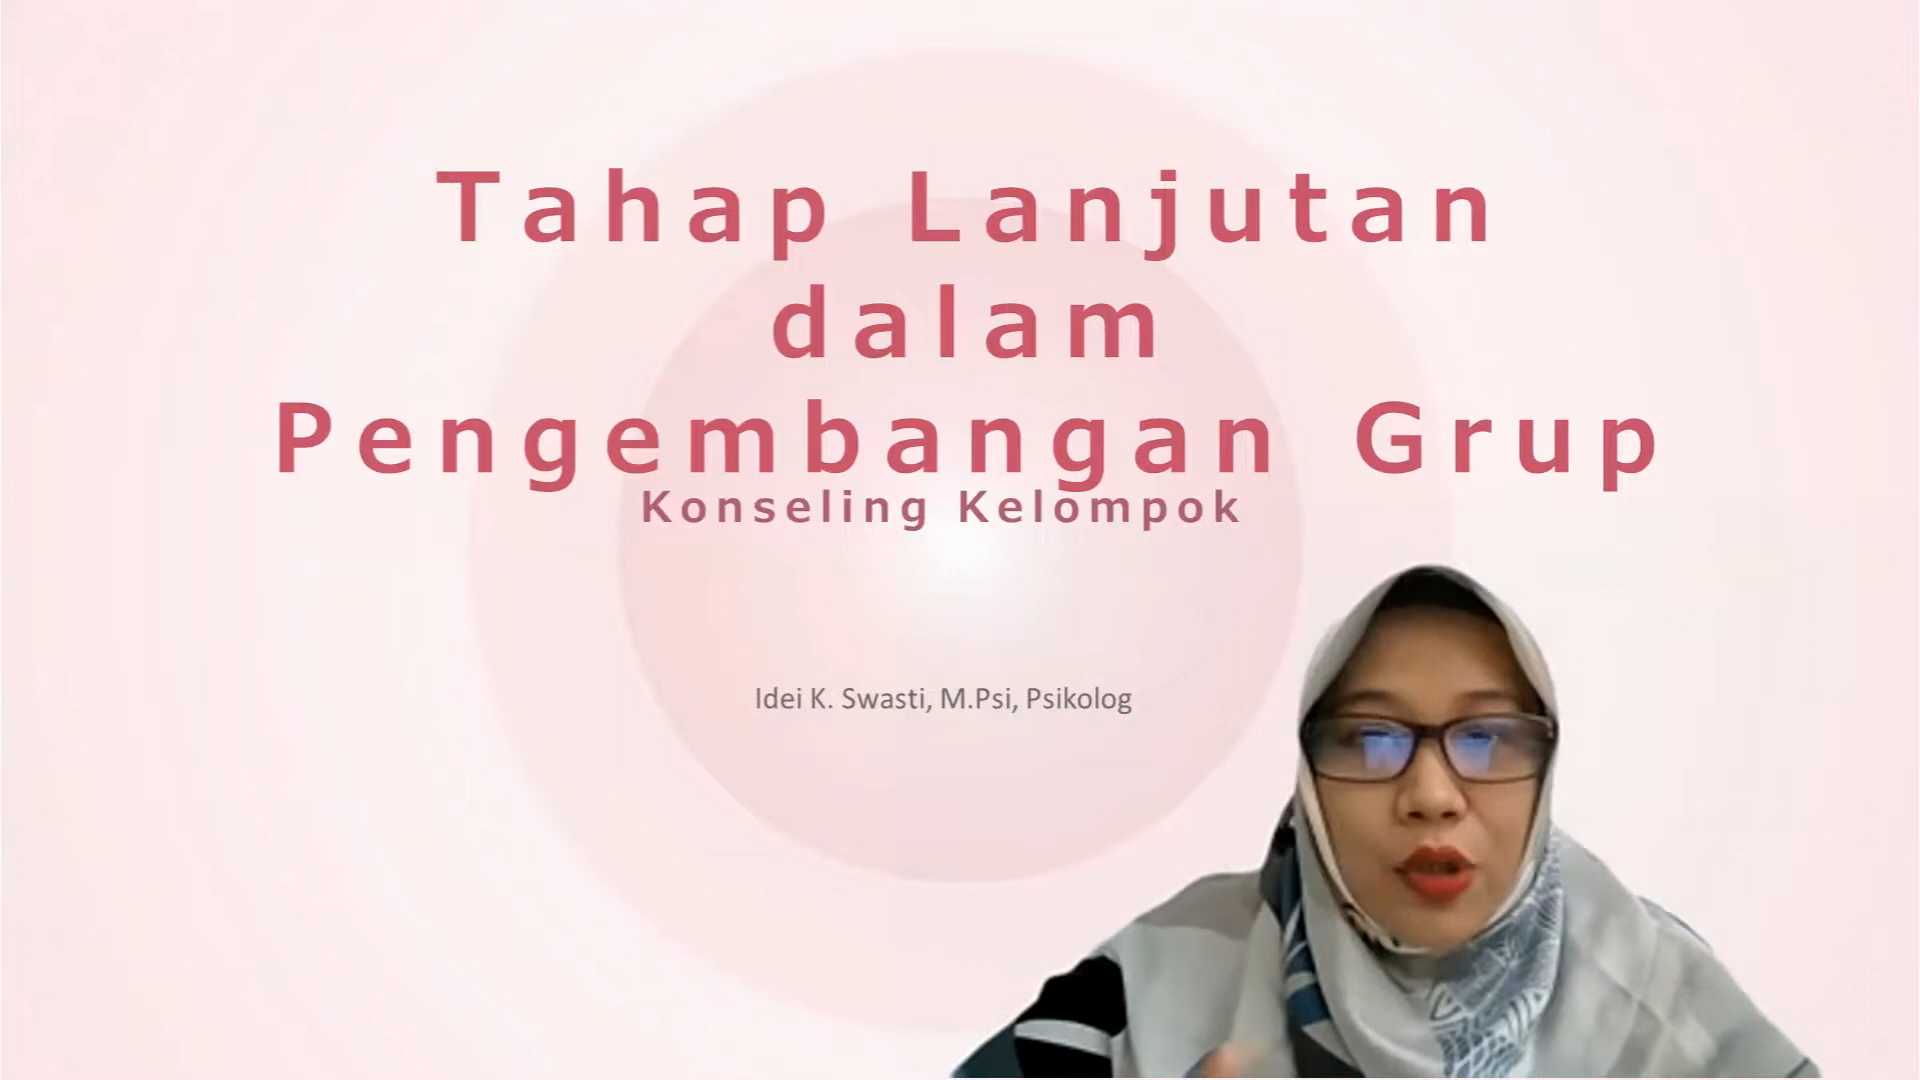 Tahap Lanjutan
dalam
Pengembangan Grup
Konseling Kelompok
Idei K. Swasti, M.Psi, Psikolog